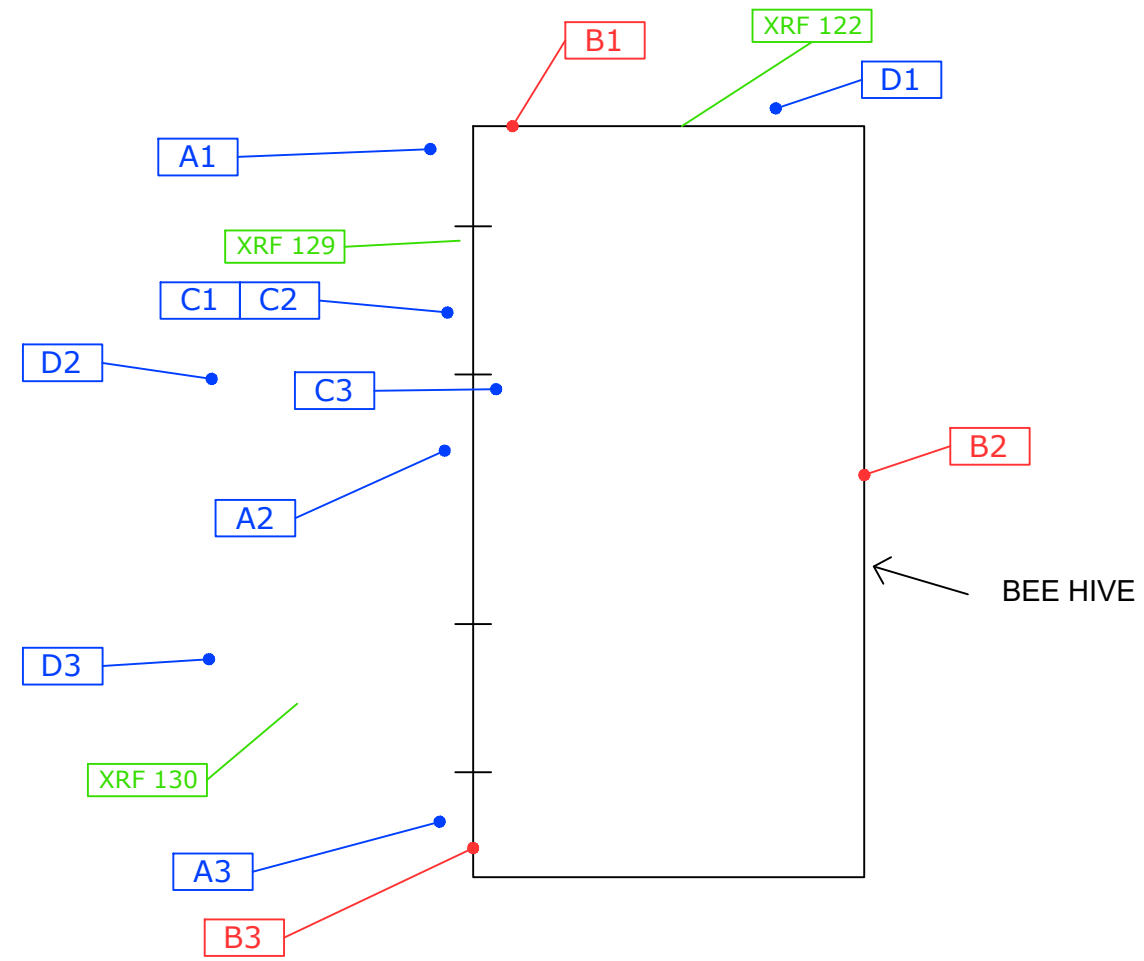 XRF 122
B1
D1
A1
XRF 129
C1 C2
D2
C3
B2
A2
BEE HIVE
D3
XRF 130
A3
B3